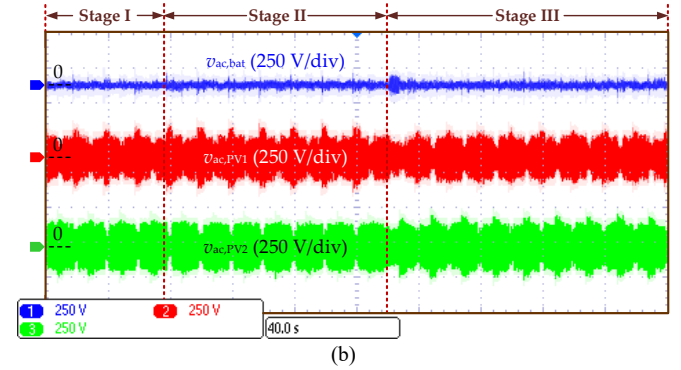 Stage I Stage II Stage III
0 vac,bat (250 V/div)
0 vac,PV1 (250 V/div)
0 vac,PV2 (250 V/div)
1 250 V 2 250 V
3 250 V 40.0 s
(b)